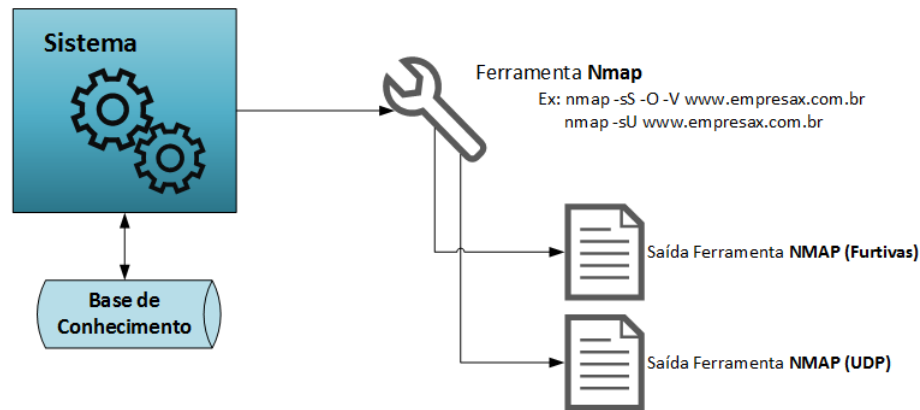 Sistema
Ferramenta Nmap
Ex: nmap -sS -O -V www.empresax.com.br
nmap -sU www.empresax.com.br
Saída Ferramenta NMAP (Furtivas)
Base de
Conhecimento
Saída Ferramenta NMAP (UDP)